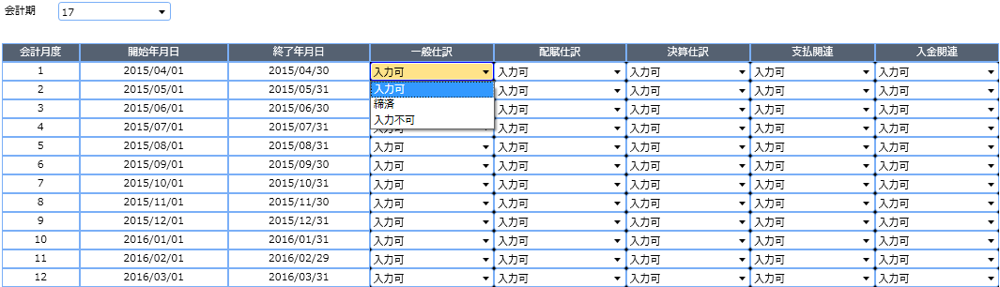 会計期 17
会計月度 開始年月日 終了年月日 一般仕訳 配賦仕訳 決算仕訳 支払関連 入金関連
1 2015/04/01 2015/04/30 入力可 入力可 入力可 入力可 入力可
2 2015/05/01 2015/05/31 入力可 入力可 入力可 入力可 入力可
3 2015/06/01 2015/06/30 締済 入力可 入力可 入力可 入力可
4 2015/07/01 2015/07/31 入力不可 入力可 入力可 入力可 入力可
5 2015/08/01 2015/08/31 入力可 入力可 入力可 入力可 入力可
6 2015/09/01 2015/09/30 入力可 入力可 入力可 入力可 入力可
7 2015/10/01 2015/10/31 入力可 入力可 入力可 入力可 入力可
8 2015/11/01 2015/11/30 入力可 入力可 入力可 入力可 入力可
9 2015/12/01 2015/12/31 入力可 入力可 入力可 入力可 入力可
10 2016/01/01 2016/01/31 入力可 入力可 入力可 入力可 入力可
11 2016/02/01 2016/02/29 入力可 入力可 入力可 入力可 入力可
12 2016/03/01 2016/03/31 入力可 入力可 入力可 入力可 入力可